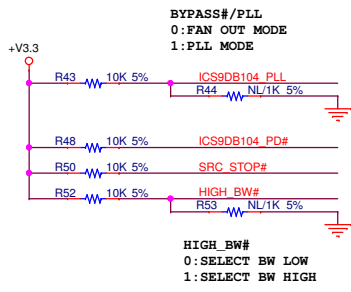 BYPASS#/PLL
0:FAN OUT MODE
1:PLL MODE
+V3.3
R43 10K 5% ICS9DB104_PLL
R44 NL/1K 5%
R48 10K 5% ICS9DB104_PD#
R50 10K 5% SRC_STOP#
R52 10K 5% HIGH_BW#
R53 NL/1K 5%
HIGH_BW#
0:SELECT BW LOW
1:SELECT BW HIGH